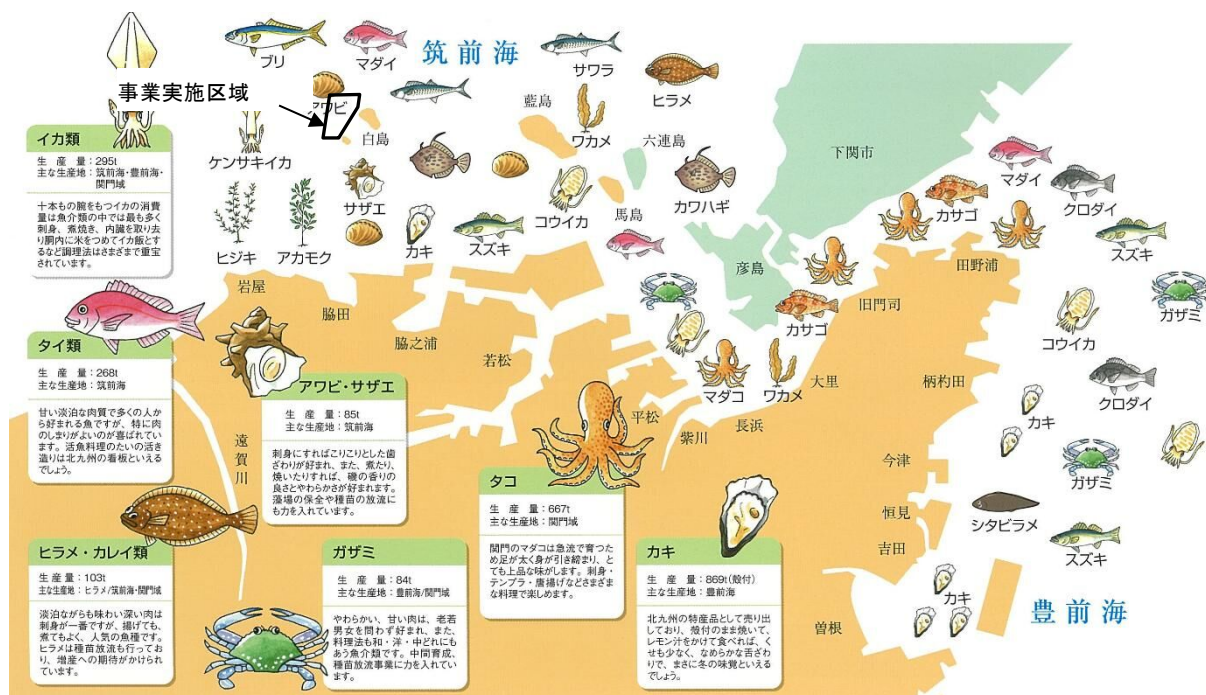 筑前海
ブリ
マダイ
サワラ
ヒラメ
事業実施区域
アワビ
藍島
白島
ワカメ
六連島
下関市
ケンサキイカ
サザエ
コウイカ
馬島
カワハギ
マダイ
クロダイ
カサゴ
スズキ
ヒジキ
アカモク
カキ
スズキ
彦島
田野浦
岩屋
脇田
脇之浦
若松
カサゴ
旧門司
コウイカ
ガザミ
マダコ
ワカメ
大里
柄杓田
クロダイ
平松
紫川
長浜
カキ
遠賀川
今津
ガザミ
恒見
シタビラメ
吉田
スズキ
カキ
曽根
豊前海
イカ類
生産量:295t
主な生産地:筑前海・豊前海・
関門域
十本もの腕をもつイカの消費
量は魚介類の中では最も多く
刺身、煮焼き、内臓を取り去
り胴内に米をつめてイカ飯とす
るなど調理法はさまざまで重宝
されています。
タイ類
生産量:268t
主な生産地:筑前海
甘い淡泊な肉質で多くの人か
ら好まれる魚ですが、特に肉
のしまりがよいのが喜ばれてい
ます。活魚料理のたいの活き
造りは北九州の看板といえる
でしょう。
アワビ・サザエ
生産量:85t
主な生産地:筑前海
刺身にすればこりこりとした歯
ざわりが好まれ、また、煮たり、
焼いたりすれば、磯の香りの
良さとやわらかさが好まれます。
藻場の保全や種苗の放流に
も力を入れています。
ヒラメ・カレイ類
生産量:103t
主な生産地:ヒラメ/筑前海・関門域
淡泊ながらも味わい深い肉は
刺身が一番ですが、揚げても、
煮てもよく、人気の魚種です。
ヒラメは種苗放流も行ってお
り、増産への期待がかけられ
ています。
ガザミ
生産量:84t
主な生産地:豊前海/関門域
やわらかい、甘い肉は、老若
男女を問わず好まれ、また、
料理法も和・洋・中どれにも
あう魚介類です。中間育成、
種苗放流事業に力を入れてい
ます。
タコ
生産量:667t
主な生産地:関門域
関門のマダコは急流で育つた
め足が太く身が引き締まり、と
ても上品な味がします。刺身・
テンプラ・唐揚げなどさまざま
な料理で楽しめます。
カキ
生産量:869t(殻付)
主な生産地:豊前海
北九州の特産品として売り出
しており、殻付のまま焼いて、
レモン汁をかけて食べれば、く
せも少なく、なめらかな舌ざわ
りで、まさに冬の味覚といえる
でしょう。